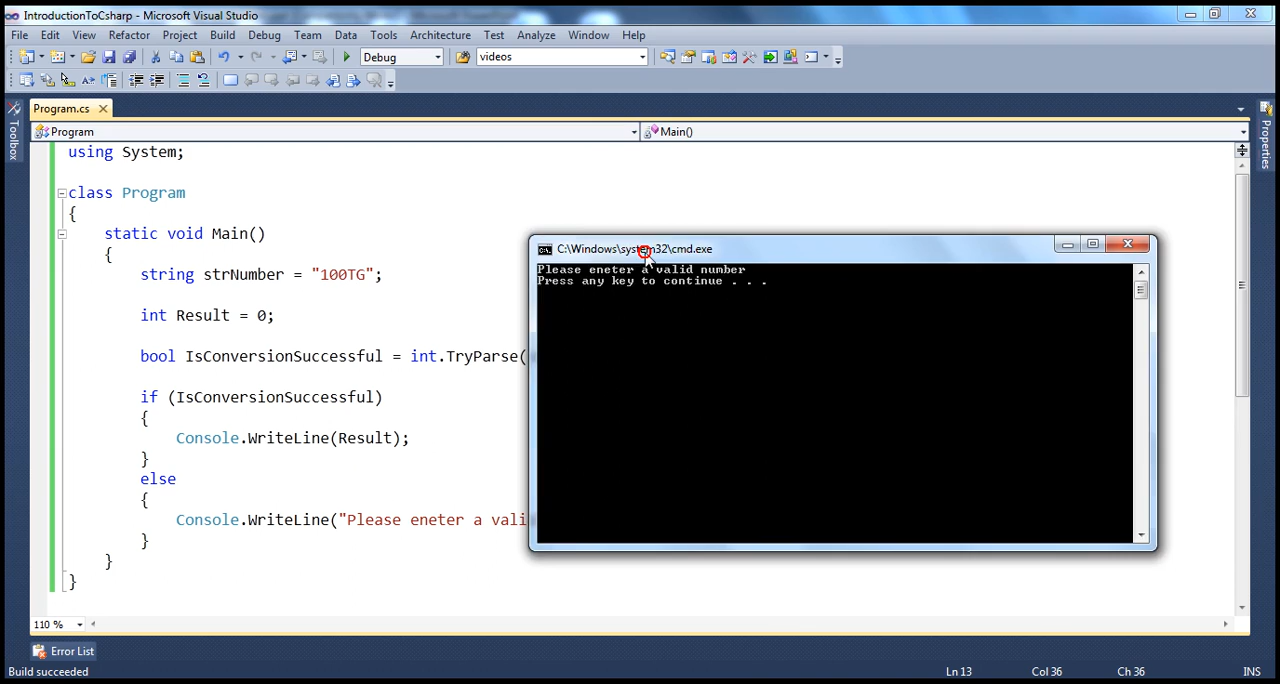 IntroductionToCsharp - Microsoft Visual Studio
File Edit View Refactor Project Build Debug Team Data Tools Architecture Test Analyze Window Help
Debug videos
Toolbox
Program.cs
Properties
Program Main()
using System;
class Program
{
static void Main()
{
string strNumber = "100TG";
int Result = 0;
bool IsConversionSuccessful = int.TryParse(
if (IsConversionSuccessful)
{
Console.WriteLine(Result);
}
else
{
Console.WriteLine("Please eneter a vali
}
}
}
C:\Windows\system32\cmd.exe
Please eneter a valid number
Press any key to continue . . .
110 %
Error List
Build succeeded Ln 13 Col 36 Ch 36 INS